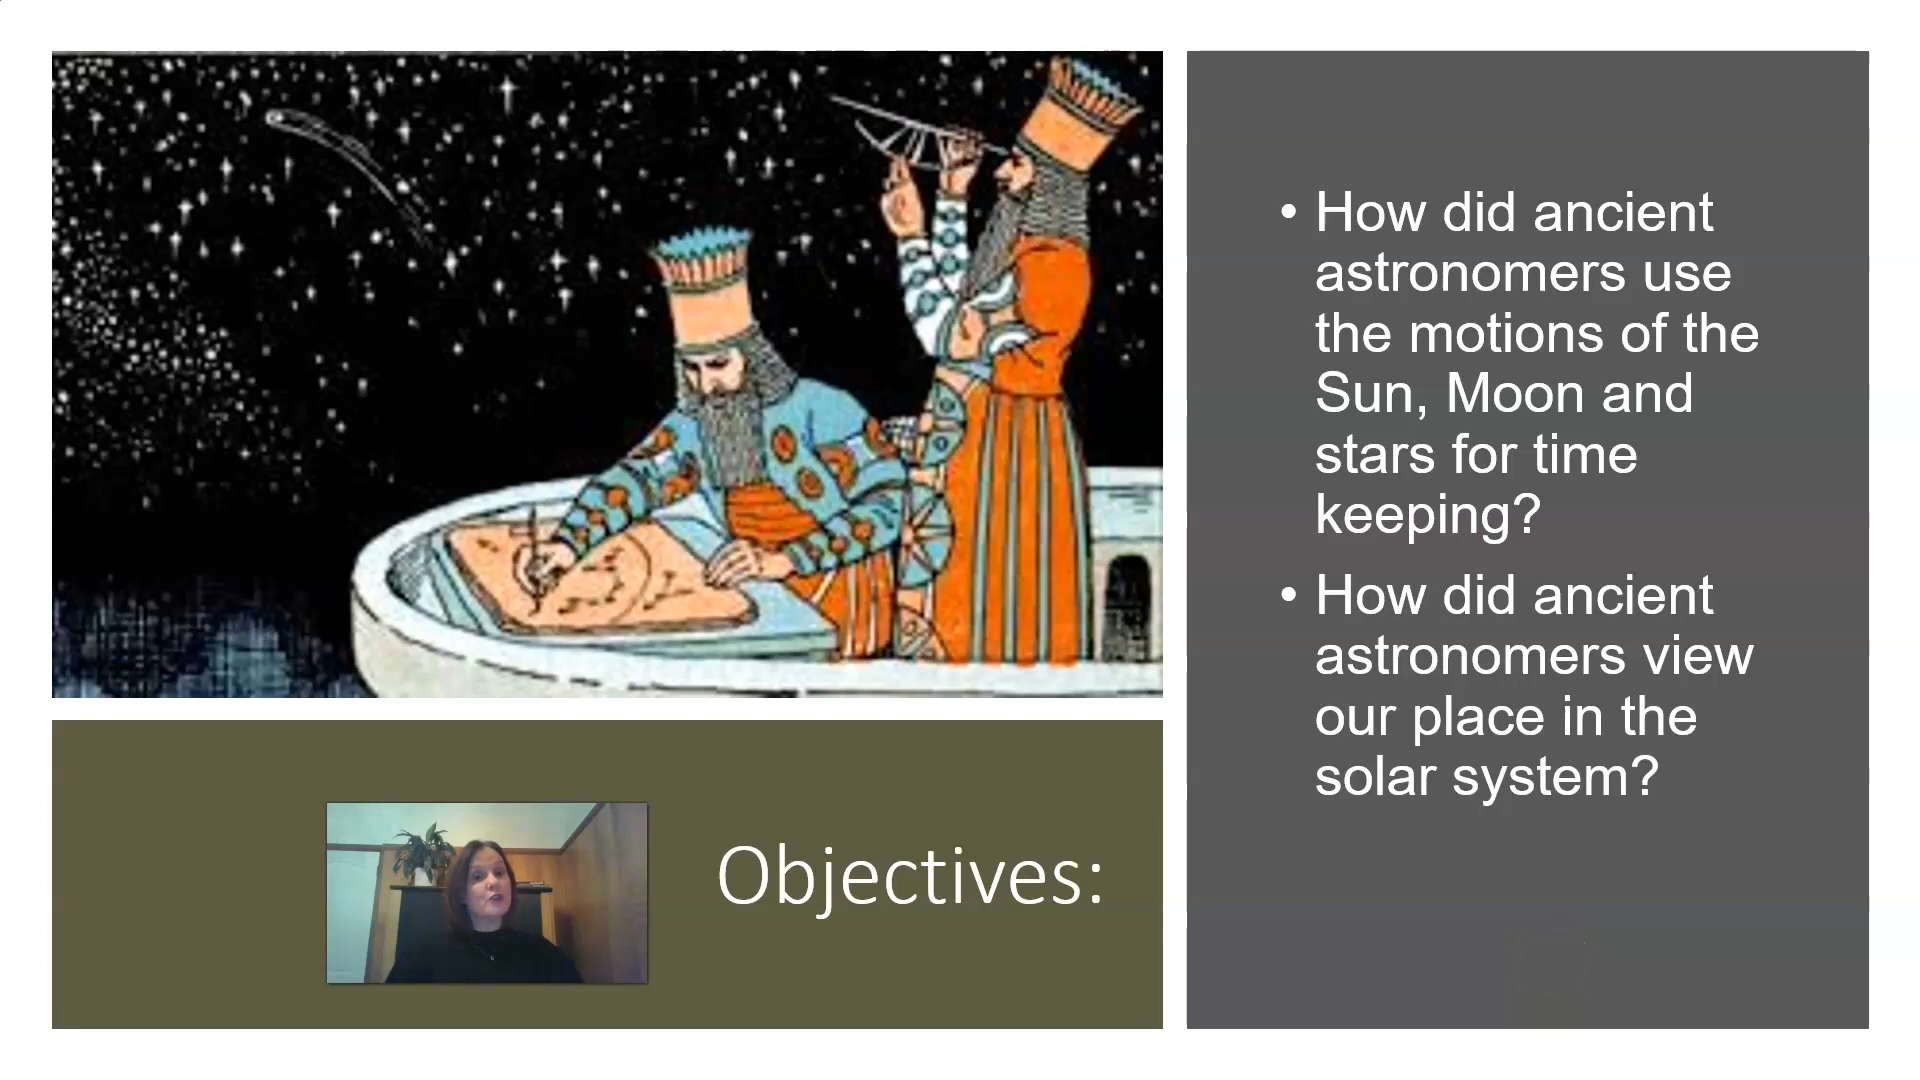 • How did ancient
astronomers use
the motions of the
Sun, Moon and
stars for time
keeping?
• How did ancient
astronomers view
our place in the
solar system?
Objectives: